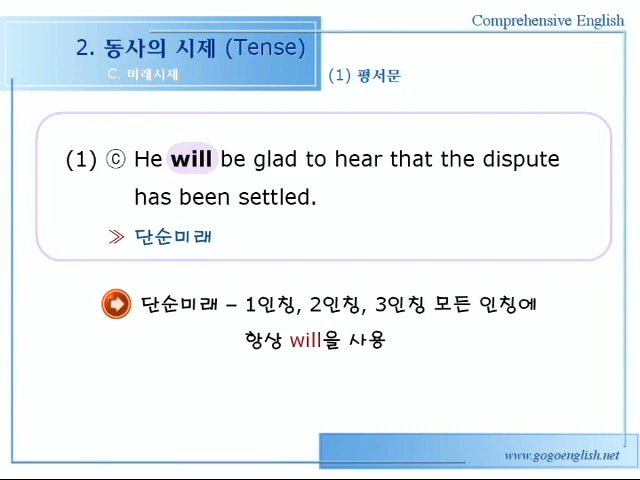 Comprehensive English
2. 동사의 시제 (Tense)
C. 미래시제
(1) 평서문
(1) ⓒ He will be glad to hear that the dispute
has been settled.
≫ 단순미래
단순미래 – 1인칭, 2인칭, 3인칭 모든 인칭에
항상 will을 사용
www.gogoenglish.net